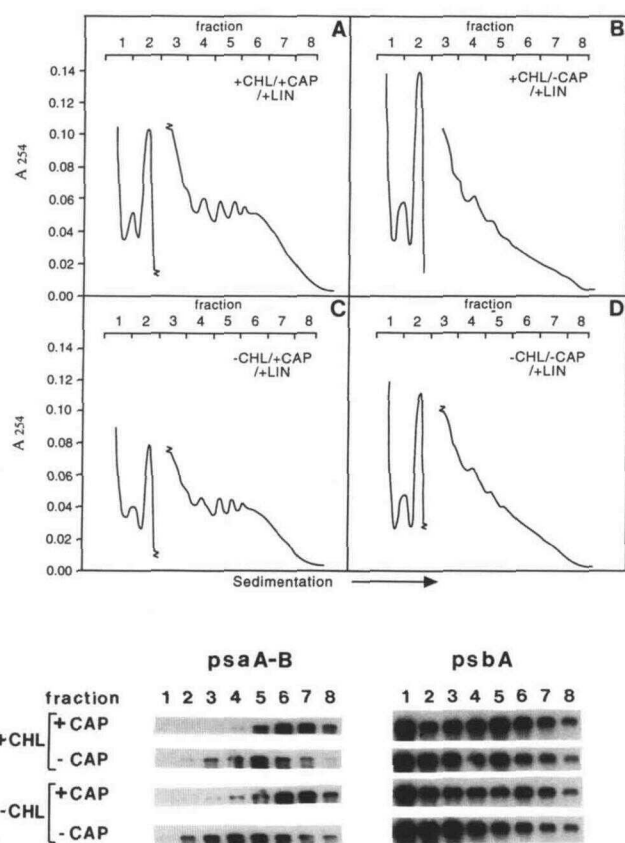 fraction
A
1 2 3 4 5 6 7 8
+CHL/+CAP
/+LIN
0.14
0.12
0.10
0.08
0.06
0.04
0.02
0.00
A 254
fraction
B
1 2 3 4 5 6 7 8
+CHL/-CAP
/+LIN
fraction
C
1 2 3 4 5 6 7 8
-CHL/+CAP
/+LIN
0.14
0.12
0.10
0.08
0.06
0.04
0.02
0.00
A 254
fraction
D
1 2 3 4 5 6 7 8
-CHL/-CAP
/+LIN
Sedimentation
psaA-B
psbA
fraction 1 2 3 4 5 6 7 8
1 2 3 4 5 6 7 8
+CHL
+CAP
-CAP
-CHL
+CAP
-CAP